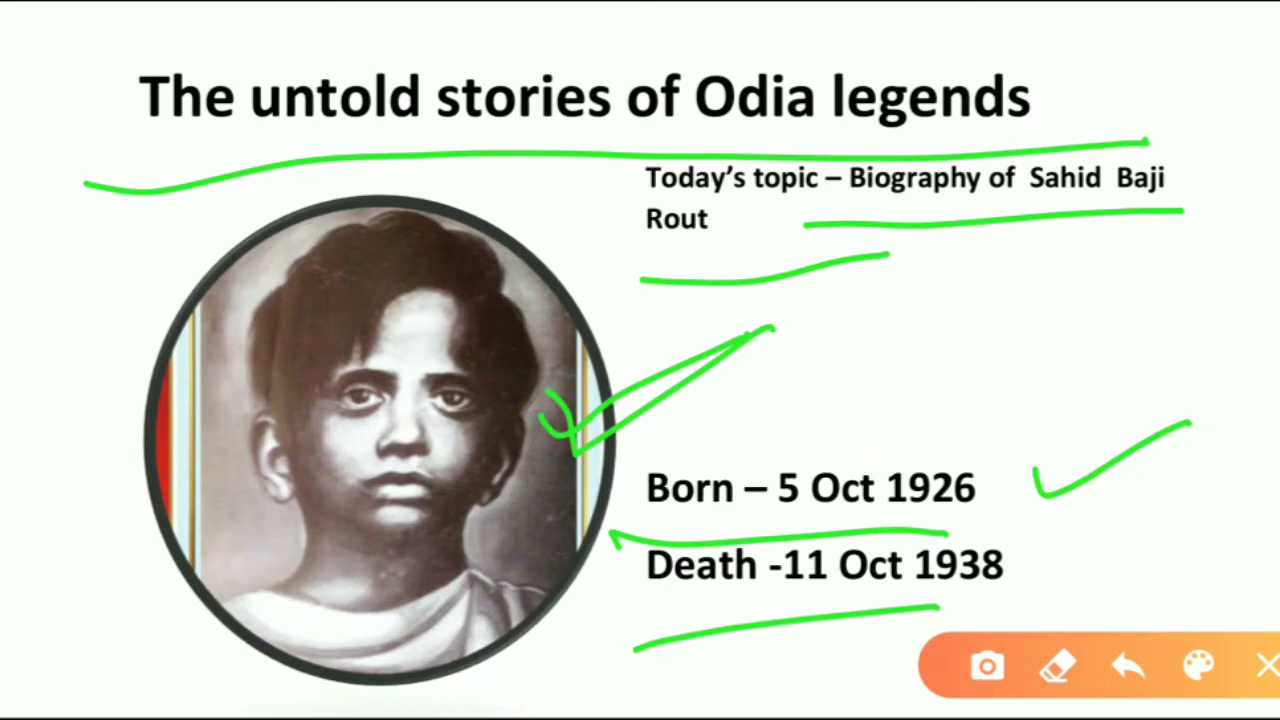 The untold stories of Odia legends
Today's topic – Biography of Sahid Baji
Rout
Born – 5 Oct 1926
Death -11 Oct 1938